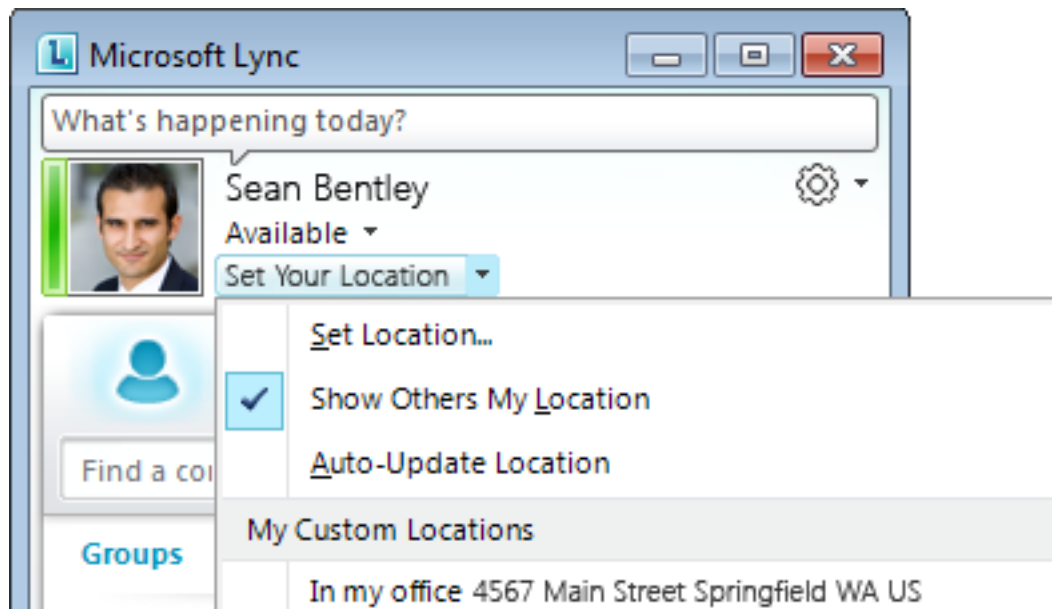 Microsoft Lync
What's happening today?
Sean Bentley
Available
Set Your Location
Set Location...
Show Others My Location
Auto-Update Location
Find a
My Custom Locations
Groups
In my office 4567 Main Street Springfield WA US